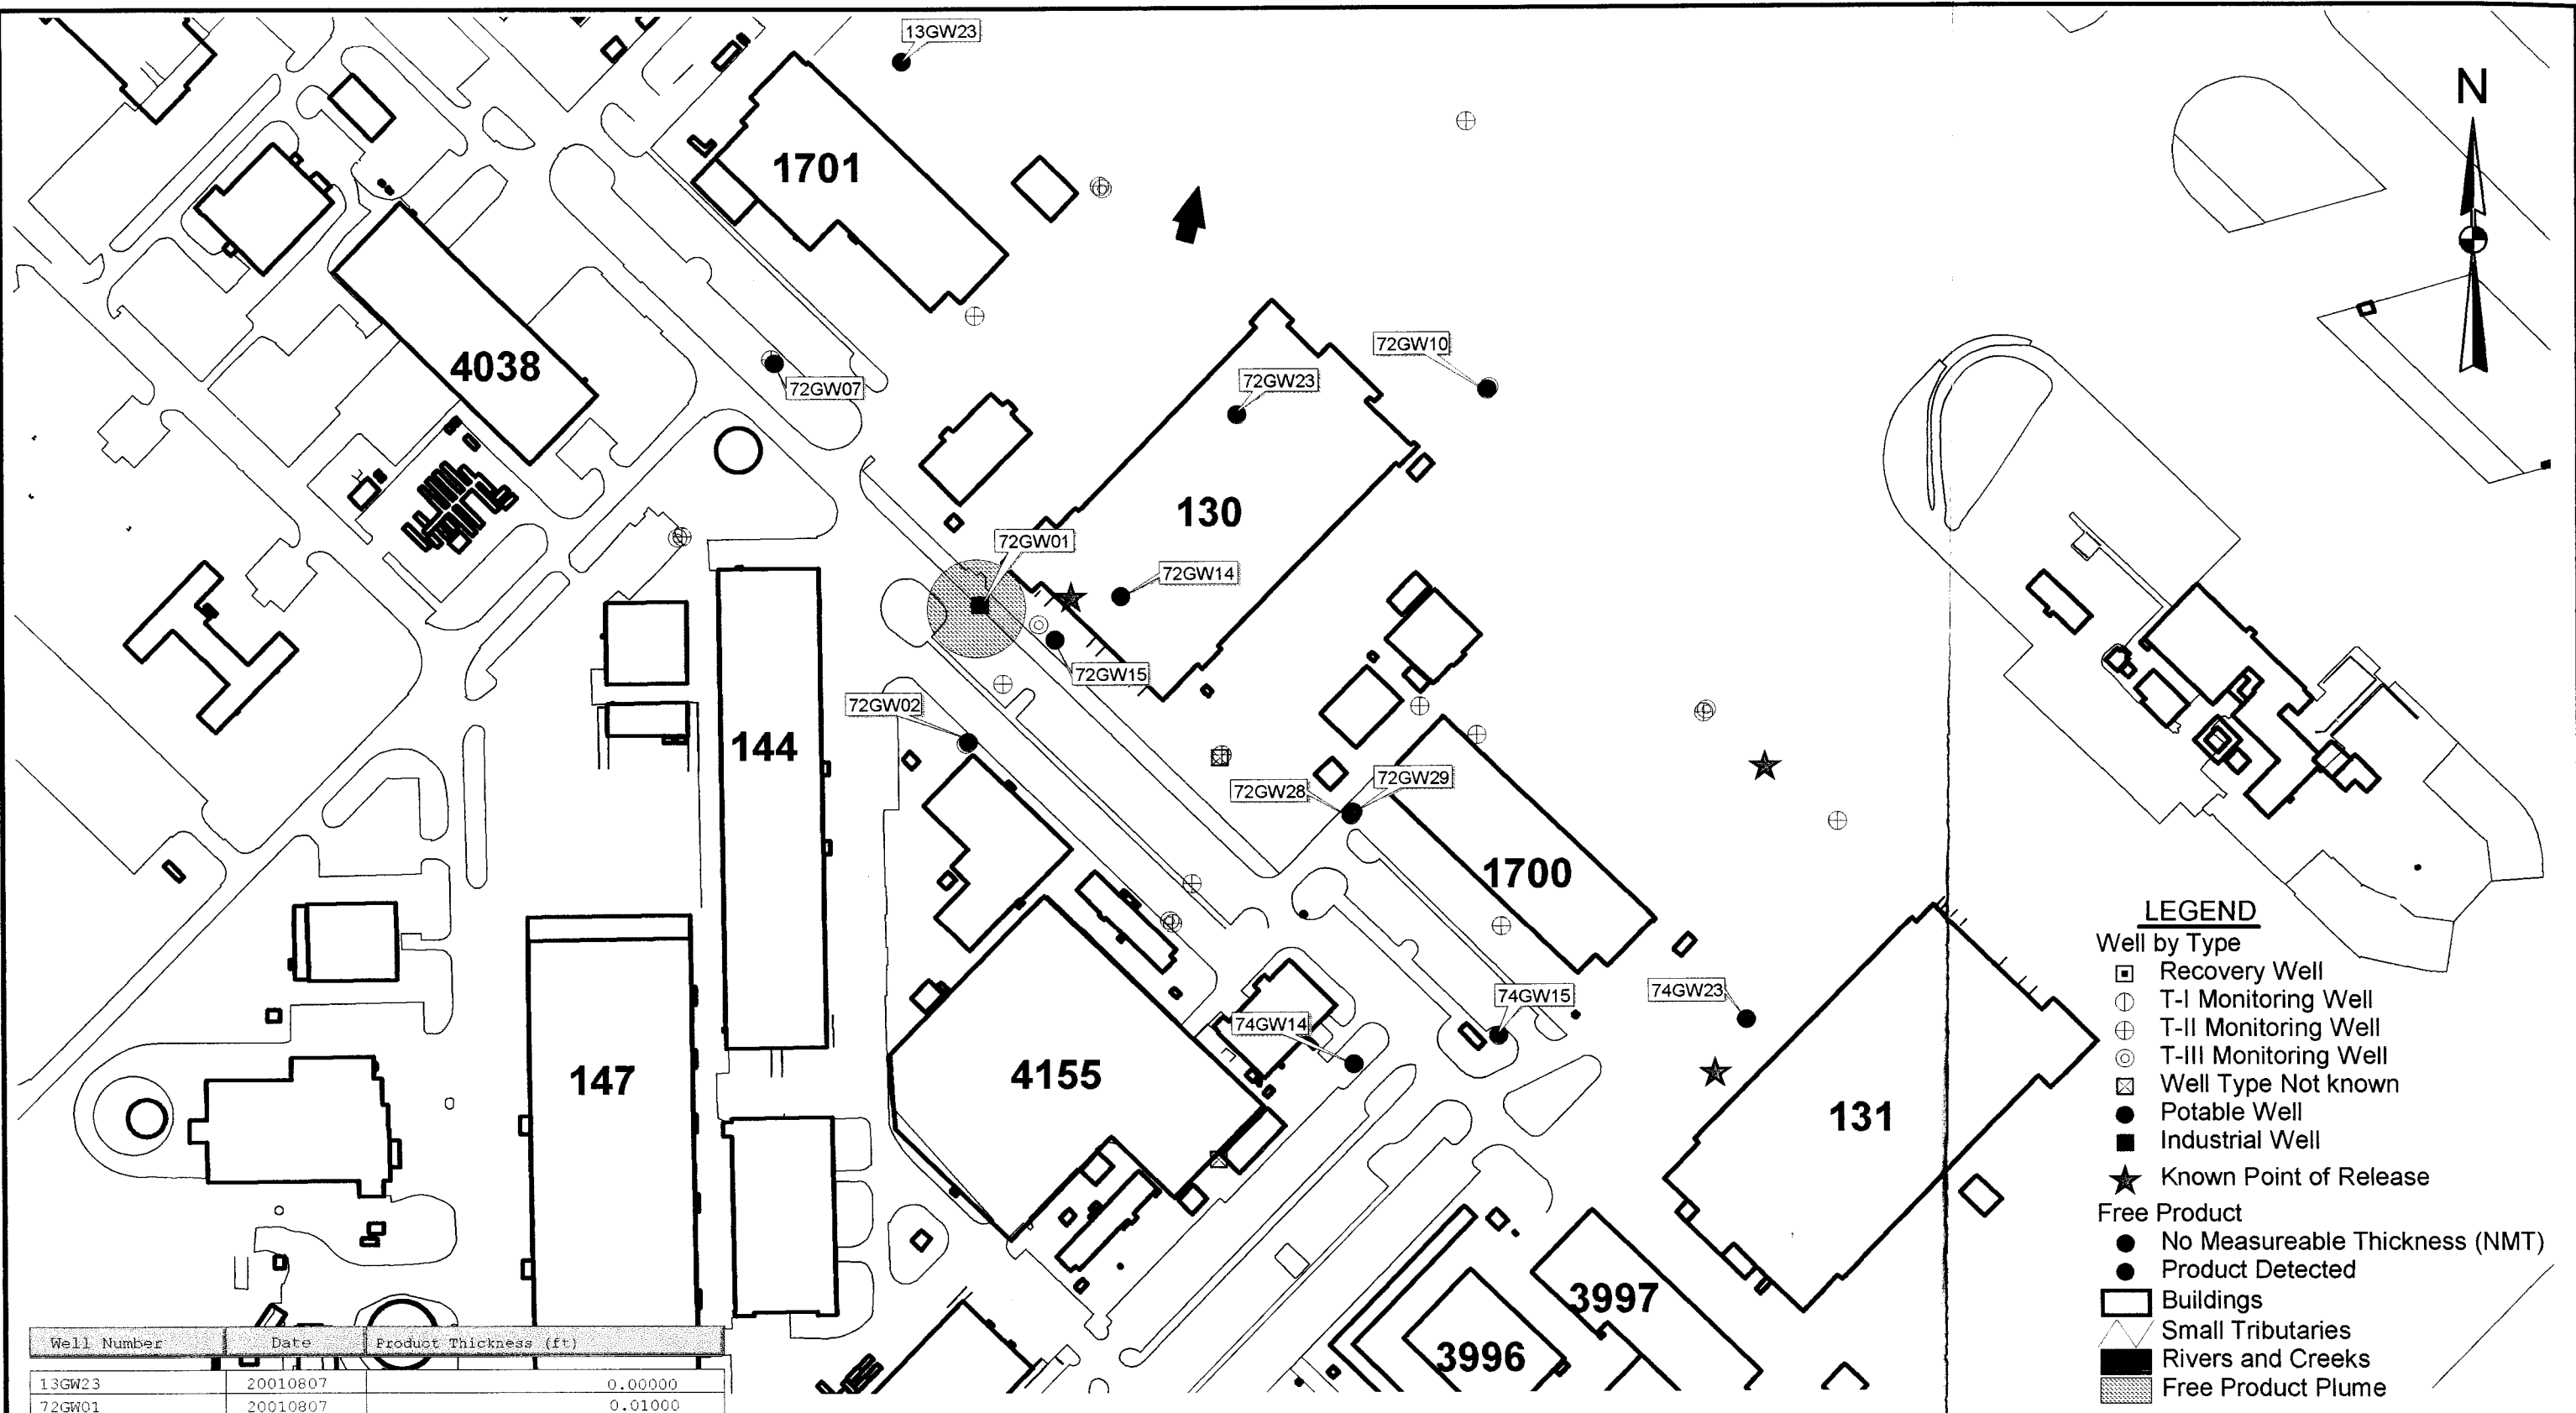 13GW23
N
1701
72GW10
4038
72GW23
72GW07
130
72GW01
72GW14
72GW15
72GW02
144
72GW29
72GW28
1700
LEGEND
Well by Type
Recovery Well
T-I Monitoring Well
T-II Monitoring Well
T-III Monitoring Well
Well Type Not known
Potable Well
Industrial Well
Known Point of Release
Free Product
No Measureable Thickness (NMT)
Product Detected
Buildings
Small Tributaries
Rivers and Creeks
Free Product Plume
74GW23
74GW15
74GW14
4155
147
131
3997
3996
Well Number Date Product Thickness (ft)
13GW23 20010807 0.00000
72GW01 20010807 0.01000